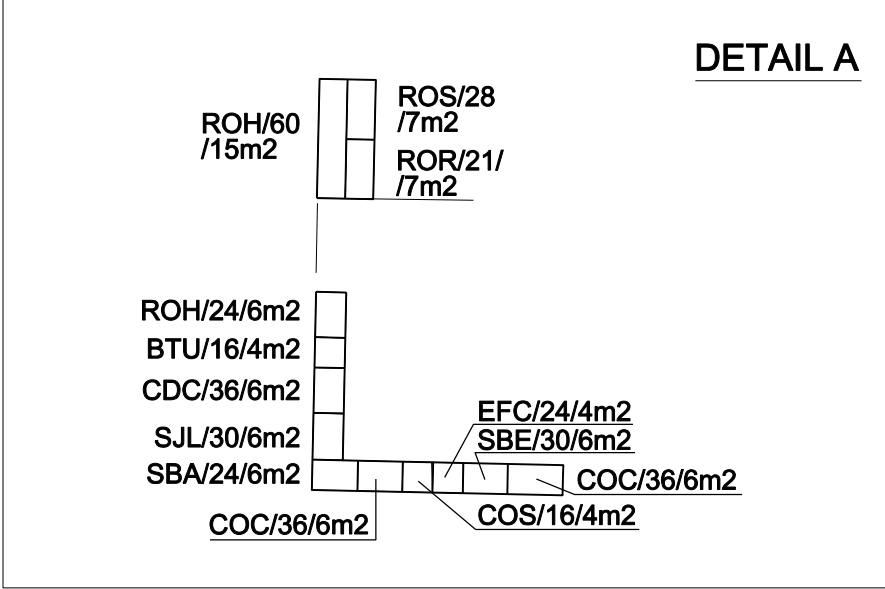 DETAIL A
ROH/60
/15m2
ROS/28
/7m2
ROR/21/
/7m2
ROH/24/6m2
BTU/16/4m2
CDC/36/6m2
SJL/30/6m2
SBA/24/6m2
EFC/24/4m2
SBE/30/6m2
COC/36/6m2
COS/16/4m2
COC/36/6m2